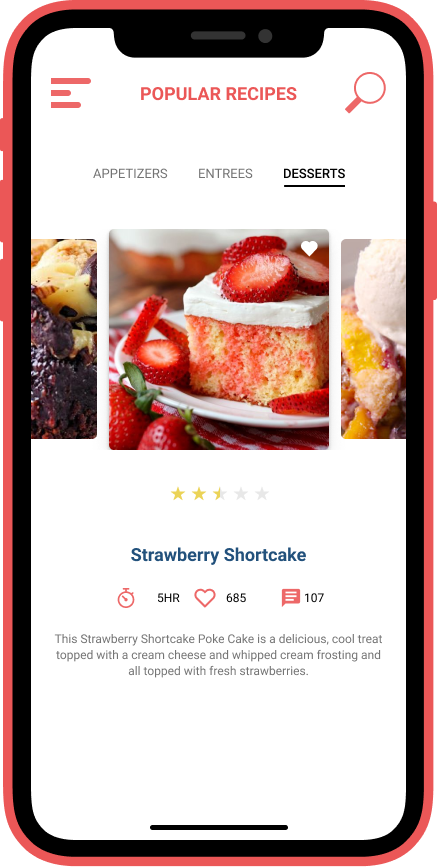 POPULAR RECIPES
APPETIZERS ENTREES DESSERTS
Strawberry Shortcake
5HR 685 107
This Strawberry Shortcake Poke Cake is a delicious, cool treat
topped with a cream cheese and whipped cream frosting and
all topped with fresh strawberries.